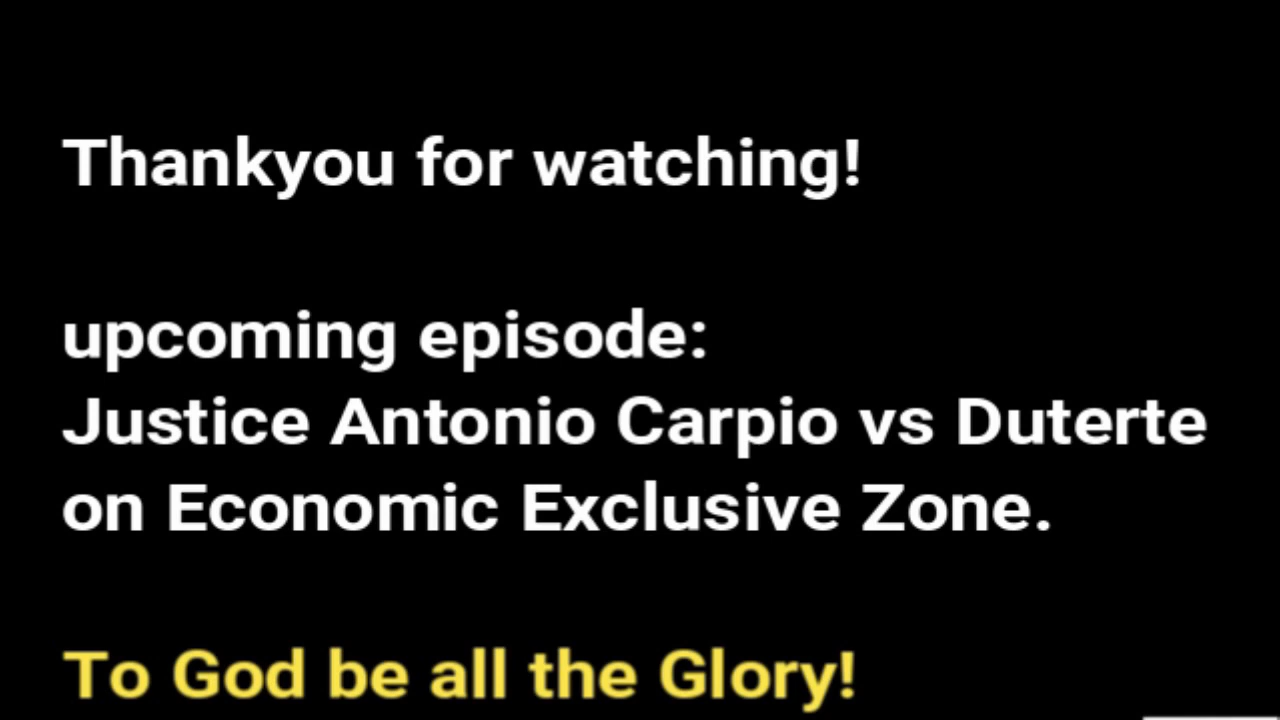 Thankyou for watching!
upcoming episode:
Justice Antonio Carpio vs Duterte
on Economic Exclusive Zone.
To God be all the Glory!